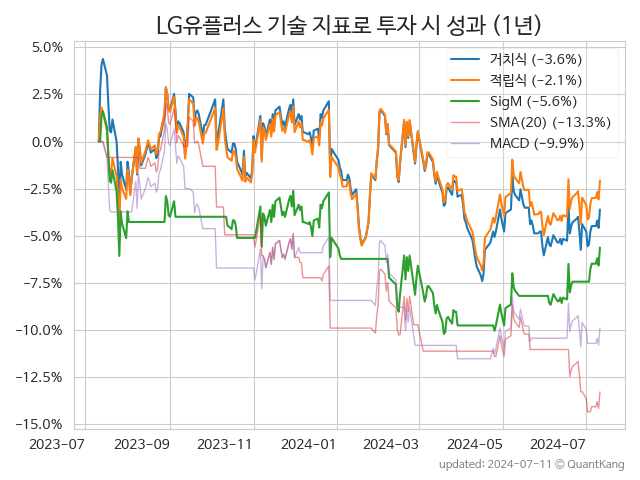 LG유플러스 기술 지표로 투자 시 성과 (1년)
5.0%
2.5%
0.0%
−2.5%
−5.0%
−7.5%
−10.0%
−12.5%
−15.0%
거치식 (−3.6%)
적립식 (−2.1%)
SigM (−5.6%)
SMA(20) (−13.3%)
MACD (−9.9%)
2023-07 2023-09 2023-11 2024-01 2024-03 2024-05 2024-07
updated: 2024-07-11 © QuantKang